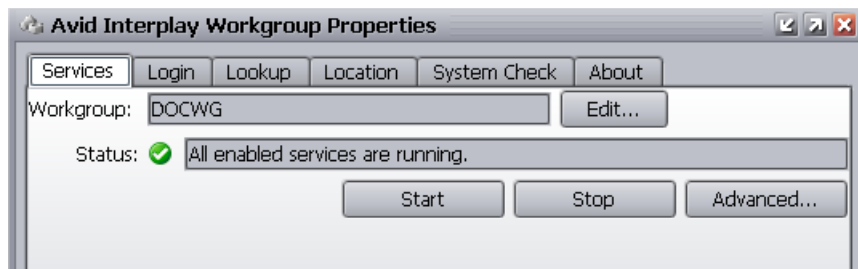 Avid Interplay Workgroup Properties
Services Login Lookup Location System Check About
Workgroup: DOCWG Edit...
Status: All enabled services are running.
Start Stop Advanced...